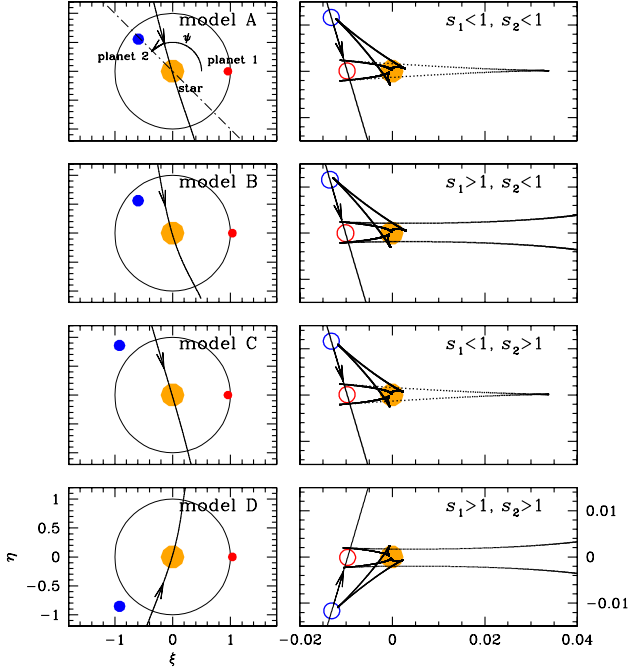 model A
ψ
planet 2
planet 1
star
s1<1, s2<1
model B
s1>1, s2<1
model C
s1<1, s2>1
model D
s1>1, s2>1
1
0.5
0
−0.5
−1
η
0.01
0
−0.01
−1
0
1
ξ
−0.02
0
0.02
0.04